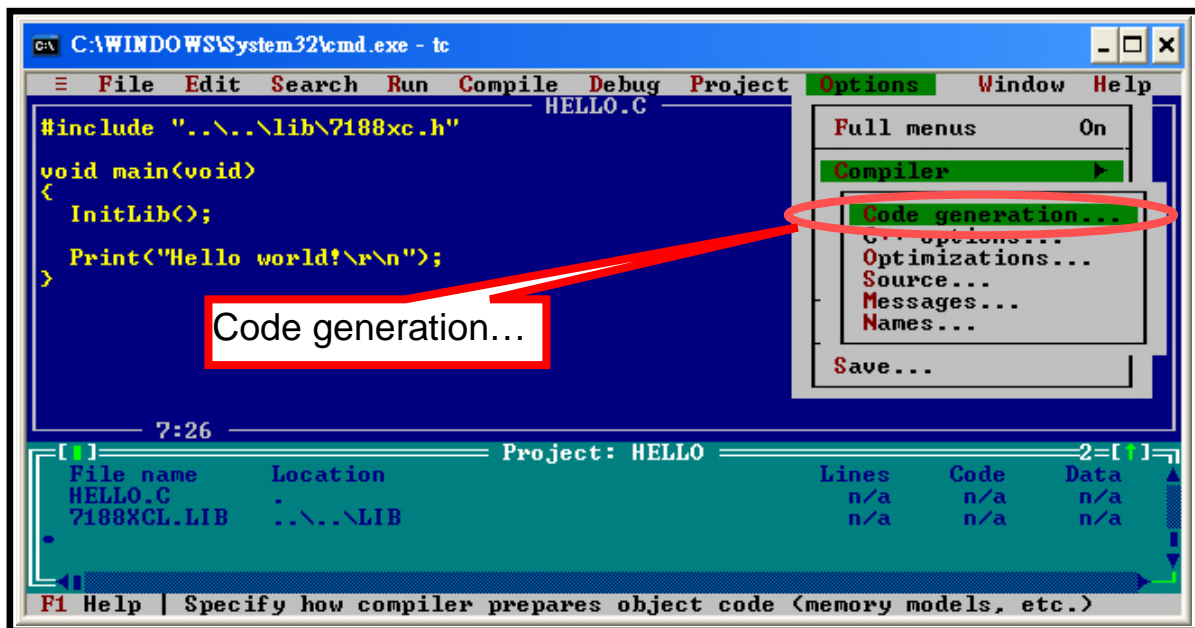 C:\WINDOWS\System32\cmd.exe - tc
≡ File Edit Search Run Compile Debug Project Options Window Help
HELLO.C
#include "..\..\lib\7188xc.h"
void main(void)
{
InitLib();
Print("Hello world!\r\n");
}
7:26
Full menus On
Compiler
Code generation...
C++ options...
Optimizations...
Source...
Messages...
Names...
Save...
Code generation…
Project: HELLO
2=[↑]
File name Location Lines Code Data
HELLO.C . n/a n/a n/a
7188XCL.LIB ..\..\LIB n/a n/a n/a
F1 Help | Specify how compiler prepares object code (memory models, etc.)